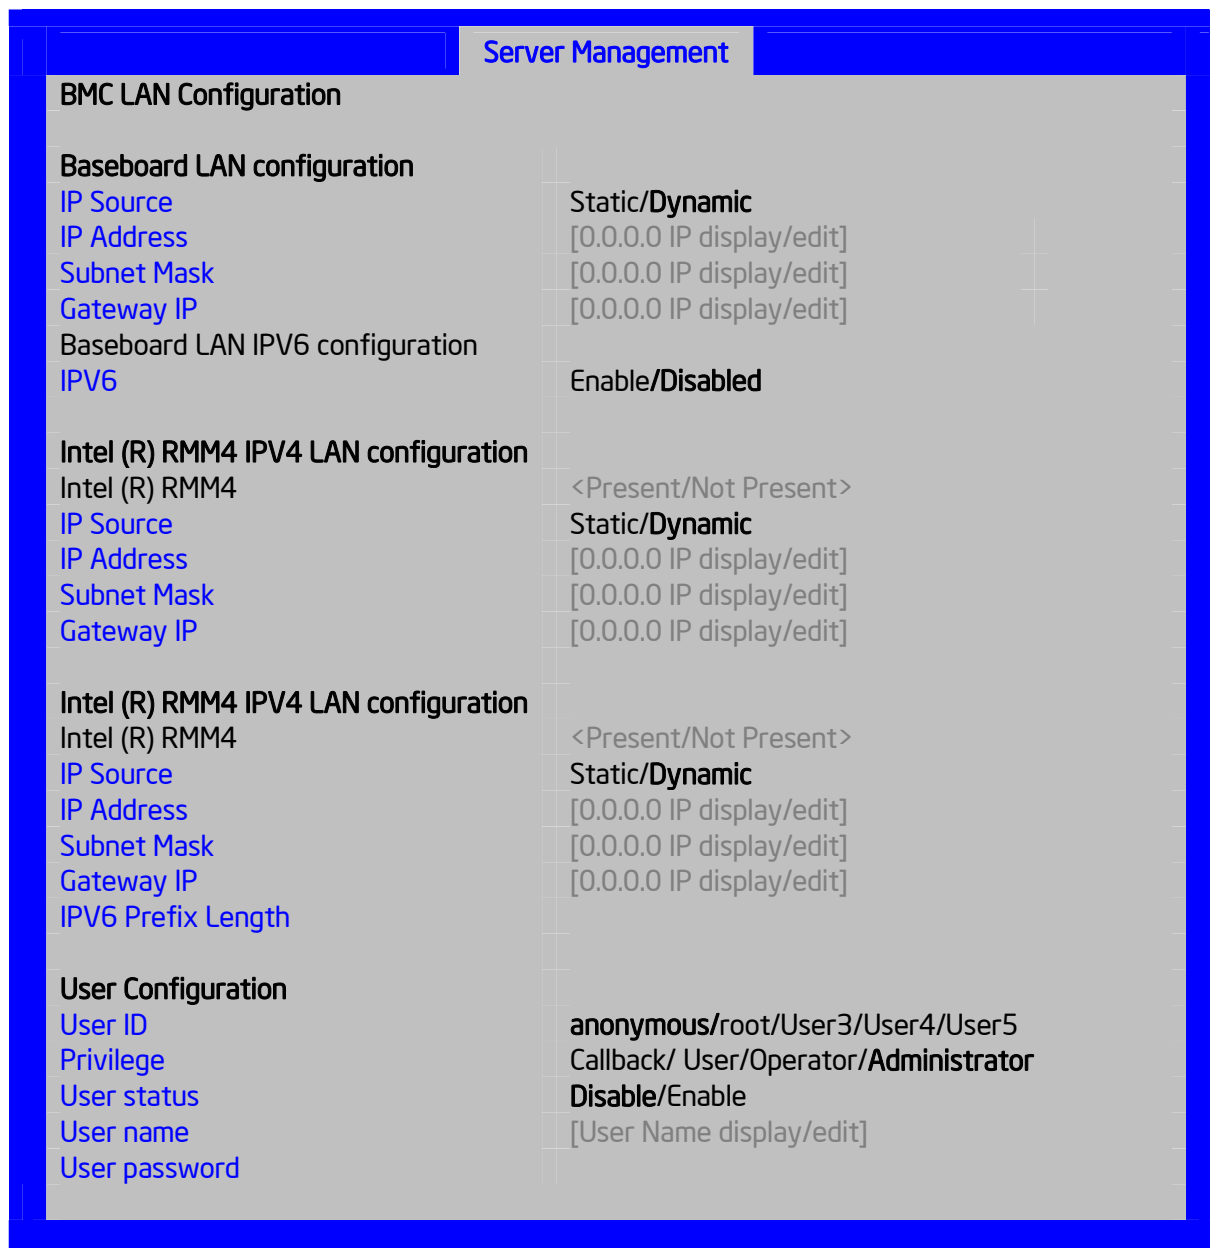 Server Management
BMC LAN Configuration
Baseboard LAN configuration
IP Source Static/Dynamic
IP Address [0.0.0.0 IP display/edit]
Subnet Mask [0.0.0.0 IP display/edit]
Gateway IP [0.0.0.0 IP display/edit]
Baseboard LAN IPV6 configuration
IPV6 Enable/Disabled
Intel (R) RMM4 IPV4 LAN configuration
Intel (R) RMM4 <Present/Not Present>
IP Source Static/Dynamic
IP Address [0.0.0.0 IP display/edit]
Subnet Mask [0.0.0.0 IP display/edit]
Gateway IP [0.0.0.0 IP display/edit]
Intel (R) RMM4 IPV4 LAN configuration
Intel (R) RMM4 <Present/Not Present>
IP Source Static/Dynamic
IP Address [0.0.0.0 IP display/edit]
Subnet Mask [0.0.0.0 IP display/edit]
Gateway IP [0.0.0.0 IP display/edit]
IPV6 Prefix Length
User Configuration
User ID anonymous/root/User3/User4/User5
Privilege Callback/ User/Operator/Administrator
User status Disable/Enable
User name [User Name display/edit]
User password